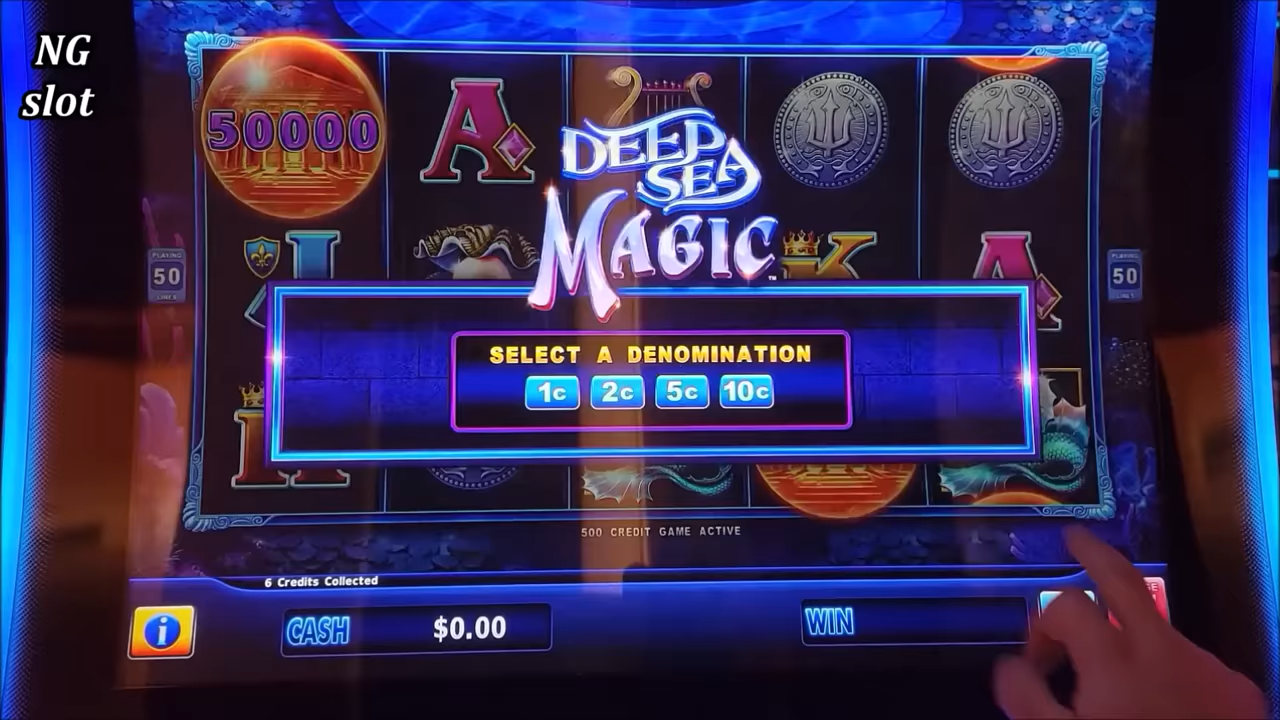 NG
slot
50000
A
DEEP
SEA
MAGIC™
J
K
A
PLAYING
50
LINES
PLAYING
50
LINES
SELECT A DENOMINATION
1c 2c 5c 10c
500 CREDIT GAME ACTIVE
6 Credits Collected
CASH $0.00
WIN